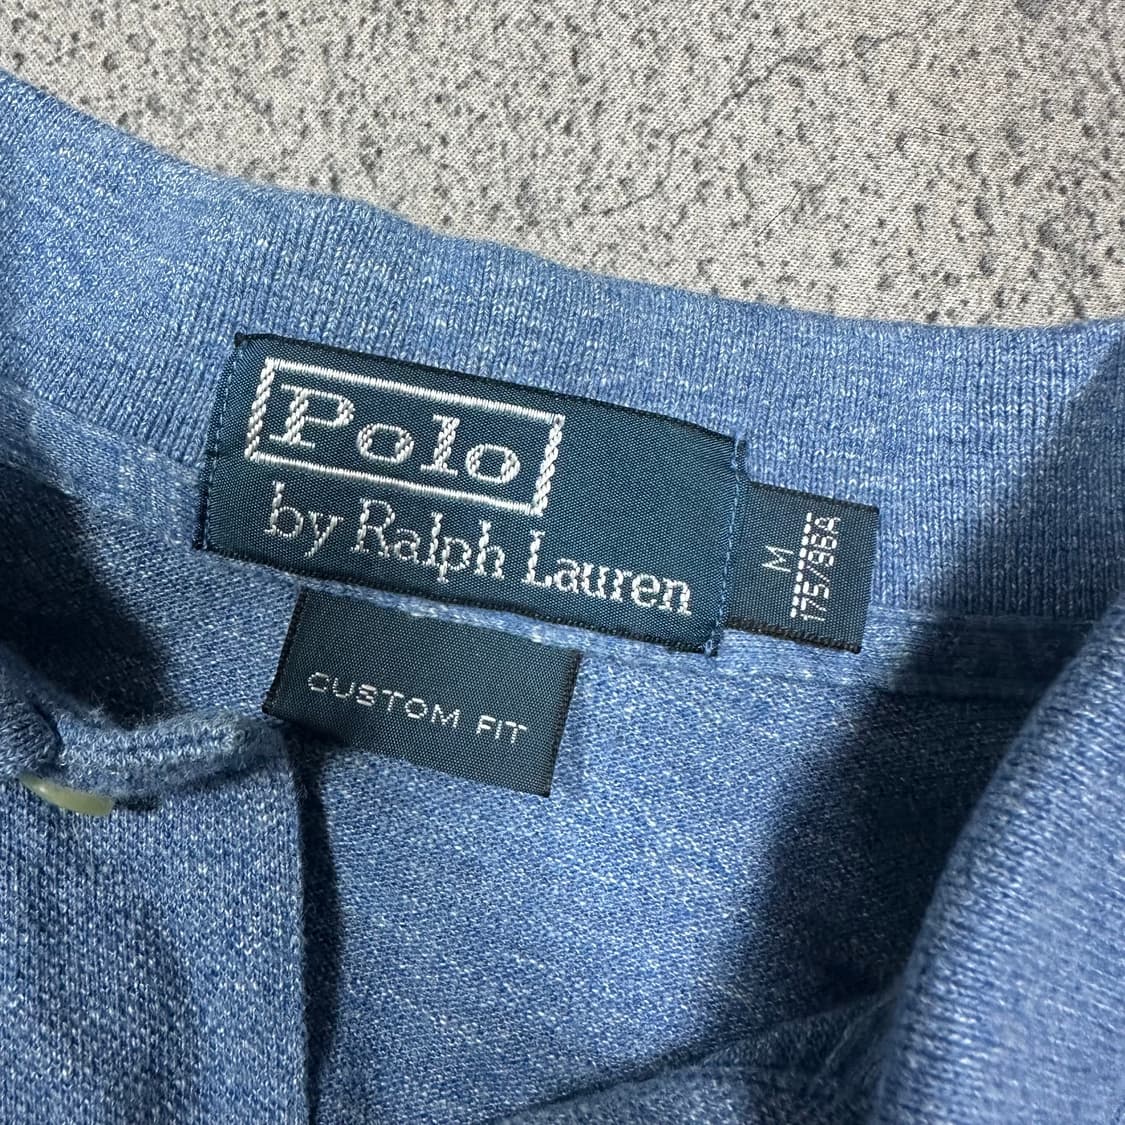 Polo
by Ralph Lauren
M
175/96A
CUSTOM FIT